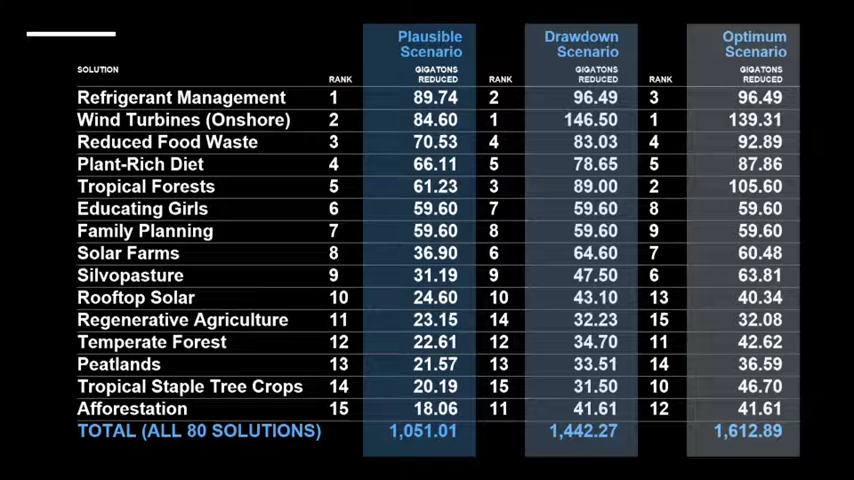 Plausible Scenario Drawdown Scenario Optimum Scenario
SOLUTION RANK GIGATONS REDUCED RANK GIGATONS REDUCED RANK GIGATONS REDUCED
Refrigerant Management 1 89.74 2 96.49 3 96.49
Wind Turbines (Onshore) 2 84.60 1 146.50 1 139.31
Reduced Food Waste 3 70.53 4 83.03 4 92.89
Plant-Rich Diet 4 66.11 5 78.65 5 87.86
Tropical Forests 5 61.23 3 89.00 2 105.60
Educating Girls 6 59.60 7 59.60 8 59.60
Family Planning 7 59.60 8 59.60 9 59.60
Solar Farms 8 36.90 6 64.60 7 60.48
Silvopasture 9 31.19 9 47.50 6 63.81
Rooftop Solar 10 24.60 10 43.10 13 40.34
Regenerative Agriculture 11 23.15 14 32.23 15 32.08
Temperate Forest 12 22.61 12 34.70 11 42.62
Peatlands 13 21.57 13 33.51 14 36.59
Tropical Staple Tree Crops 14 20.19 15 31.50 10 46.70
Afforestation 15 18.06 11 41.61 12 41.61
TOTAL (ALL 80 SOLUTIONS) 1,051.01 1,442.27 1,612.89